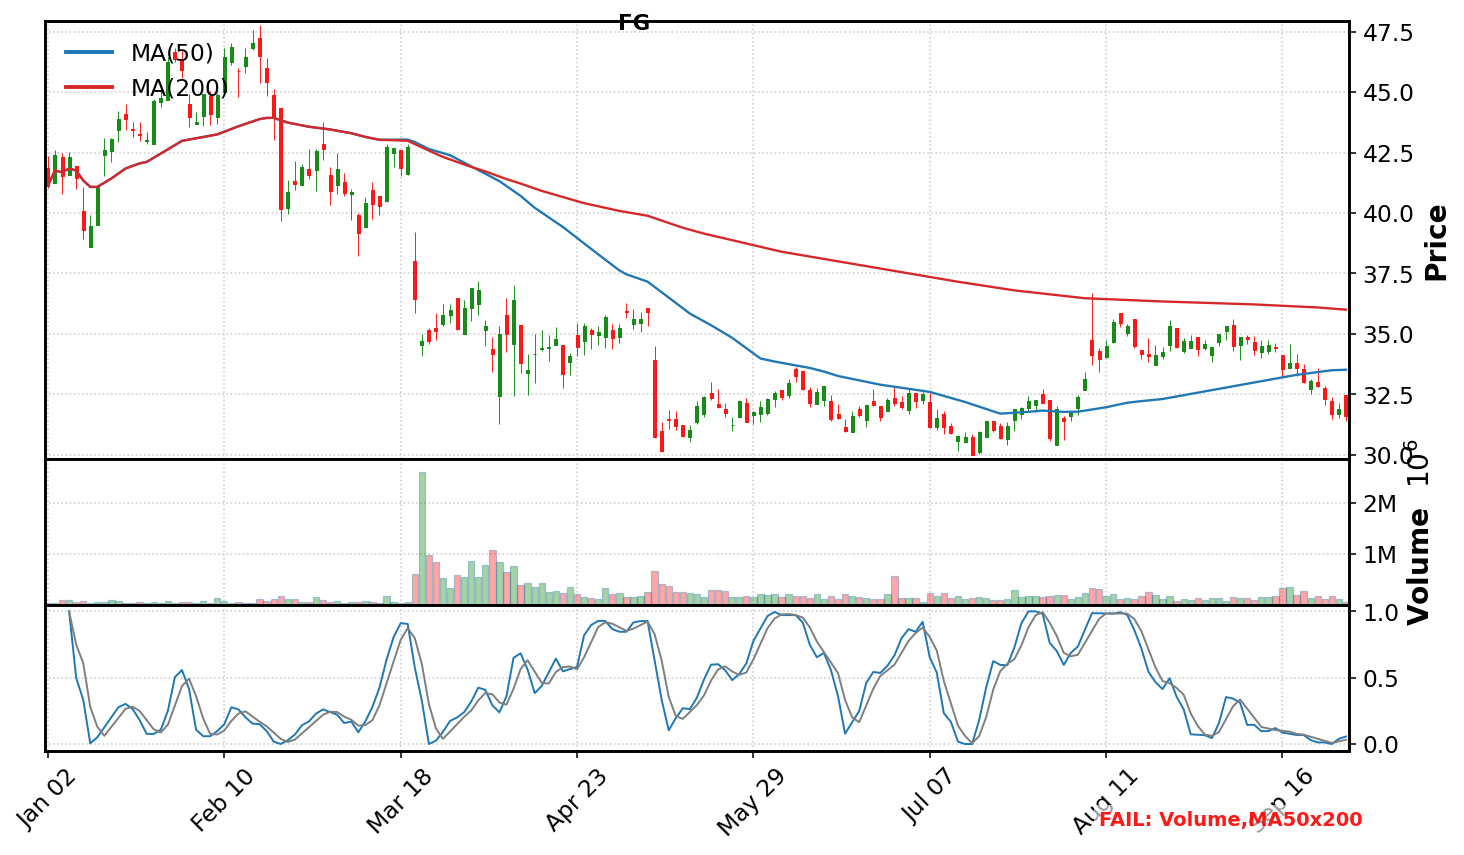 FG
MA(50)
MA(200)
47.5
45.0
42.5
40.0
37.5
35.0
32.5
30.0
Price
10^6
2M
1M
Volume
1.0
0.5
0.0
Jan 02
Feb 10
Mar 18
Apr 23
May 29
Jul 07
Aug 11
Sep 16
FAIL: Volume,MA50x200